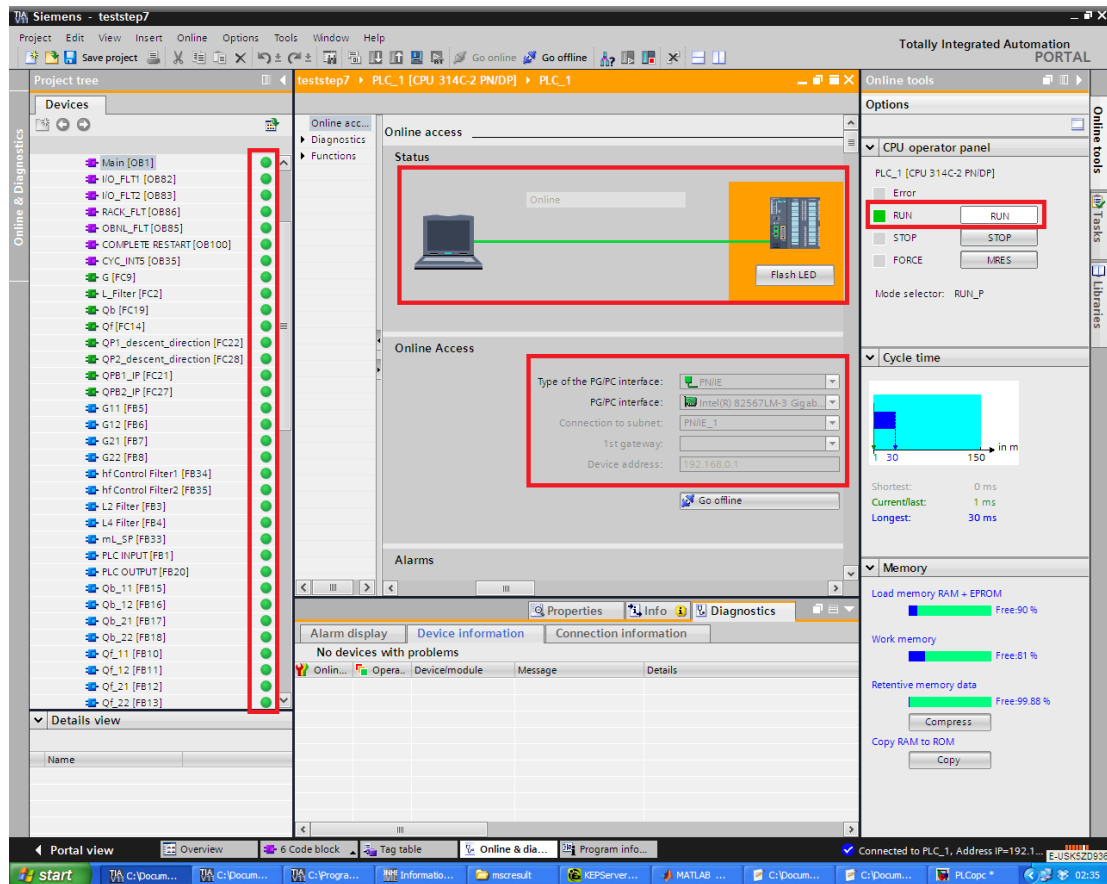 Siemens - teststep7
Project Edit View Insert Online Options Tools Window Help
Totally Integrated Automation
PORTAL
Save project Go online Go offline
Project tree
Devices
Online & Diagnostics
Main [OB1]
I/O_FLT1 [OB82]
I/O_FLT2 [OB83]
RACK_FLT [OB86]
OBNL_FLT [OB85]
COMPLETE RESTART [OB100]
CYC_INT5 [OB35]
G [FC9]
L_Filter [FC2]
Qb [FC19]
Qf [FC14]
QP1_descent_direction [FC22]
QP2_descent_direction [FC28]
QPB1_IP [FC21]
QPB2_IP [FC27]
G11 [FB5]
G12 [FB6]
G21 [FB7]
G22 [FB8]
hf Control Filter1 [FB34]
hf Control Filter2 [FB35]
L2 Filter [FB3]
L4 Filter [FB4]
mL_SP [FB33]
PLC INPUT [FB1]
PLC OUTPUT [FB20]
Qb_11 [FB15]
Qb_12 [FB16]
Qb_21 [FB17]
Qb_22 [FB18]
Qf_11 [FB10]
Qf_12 [FB11]
Qf_21 [FB12]
Qf_22 [FB13]
Details view
Name
teststep7 PLC_1 [CPU 314C-2 PN/DP] PLC_1
Online acc...
Diagnostics
Functions
Online access
Status
Online
Flash LED
Online Access
Type of the PG/PC interface: PN/IE
PG/PC interface: Intel(R) 82567LM-3 Gigab...
Connection to subnet: PN/IE_1
1st gateway:
Device address: 192.168.0.1
Go offline
Alarms
Properties Info Diagnostics
Alarm display Device information Connection information
No devices with problems
Onlin... Opera.. Device/module Message Details
Online tools
Options
CPU operator panel
PLC_1 [CPU 314C-2 PN/DP]
Error
RUN RUN
STOP STOP
FORCE MRES
Mode selector: RUN_P
Cycle time
1 30 150 in m
Shortest: 0 ms
Current/last: 1 ms
Longest: 30 ms
Memory
Load memory RAM + EPROM
Free:90 %
Work memory
Free:81 %
Retentive memory data
Free:99.88 %
Compress
Copy RAM to ROM
Copy
Online tools
Tasks
Libraries
Portal view Overview 6 Code block Tag table Online & dia... Program info... Connected to PLC_1, Address IP=192.1...
E-USK5ZD936
start C:\Docum... C:\Docum... C:\Progra... Informatio... mscresult KEPServer... MATLAB ... C:\Docum... C:\Docum... PLCopc * 02:35